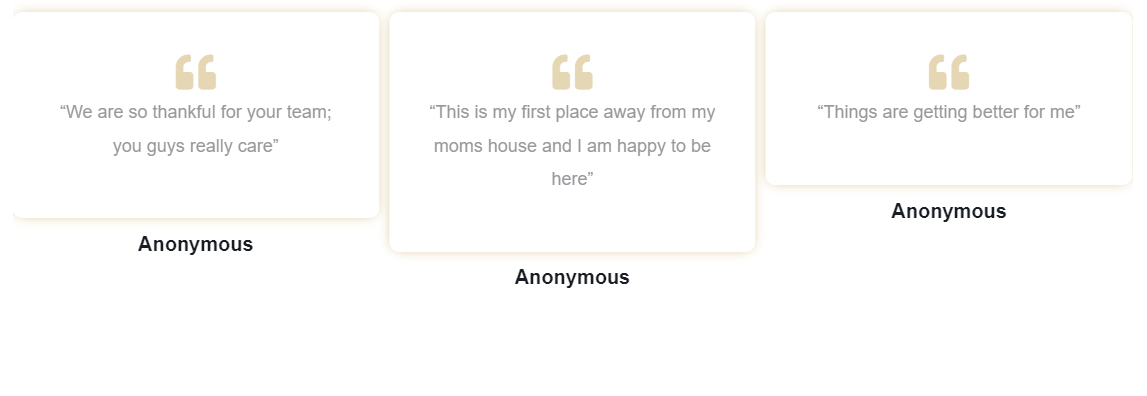 “We are so thankful for your team;
you guys really care”
Anonymous
“This is my first place away from my
moms house and I am happy to be
here”
Anonymous
“Things are getting better for me”
Anonymous